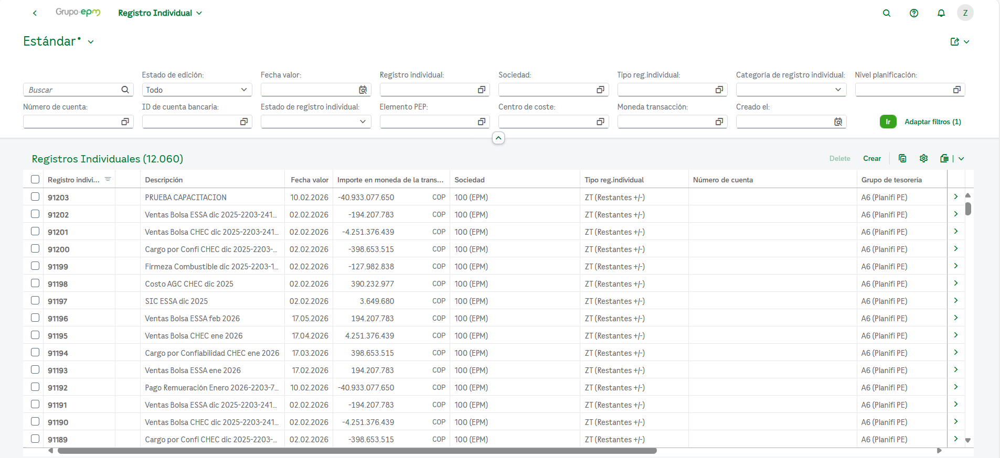 Grupo·epm Registro Individual Z
Estándar*
Estado de edición: Fecha valor: Registro individual: Sociedad: Tipo reg.individual: Categoría de registro individual: Nivel planificación:
Buscar Todo
Número de cuenta: ID de cuenta bancaria: Estado de registro individual: Elemento PEP: Centro de coste: Moneda transacción: Creado el:
Ir Adaptar filtros (1)
Registros Individuales (12.060) Delete Crear
Registro indivi... Descripción Fecha valor Importe en moneda de la trans... Sociedad Tipo reg.individual Número de cuenta Grupo de tesorería
91203 PRUEBA CAPACITACION 10.02.2026 -40.933.077.650 COP 100 (EPM) ZT (Restantes +/-) A6 (Planifi PE)
91202 Ventas Bolsa ESSA dic 2025-2203-241... 02.02.2026 -194.207.783 COP 100 (EPM) ZT (Restantes +/-) A6 (Planifi PE)
91201 Ventas Bolsa CHEC dic 2025-2203-241... 02.02.2026 -4.251.376.439 COP 100 (EPM) ZT (Restantes +/-) A6 (Planifi PE)
91200 Cargo por Confi CHEC dic 2025-2203-... 02.02.2026 -398.653.515 COP 100 (EPM) ZT (Restantes +/-) A6 (Planifi PE)
91199 Firmeza Combustible dic 2025-2203-1... 02.02.2026 -127.982.838 COP 100 (EPM) ZT (Restantes +/-) A6 (Planifi PE)
91198 Costo AGC CHEC dic 2025 02.02.2026 390.232.977 COP 100 (EPM) ZT (Restantes +/-) A6 (Planifi PE)
91197 SIC ESSA dic 2025 02.02.2026 3.649.680 COP 100 (EPM) ZT (Restantes +/-) A6 (Planifi PE)
91196 Ventas Bolsa ESSA feb 2026 17.05.2026 194.207.783 COP 100 (EPM) ZT (Restantes +/-) A6 (Planifi PE)
91195 Ventas Bolsa CHEC ene 2026 17.04.2026 4.251.376.439 COP 100 (EPM) ZT (Restantes +/-) A6 (Planifi PE)
91194 Cargo por Confiabilidad CHEC ene 2026 17.03.2026 398.653.515 COP 100 (EPM) ZT (Restantes +/-) A6 (Planifi PE)
91193 Ventas Bolsa ESSA ene 2026 17.02.2026 194.207.783 COP 100 (EPM) ZT (Restantes +/-) A6 (Planifi PE)
91192 Pago Remueración Enero 2026-2203-7... 10.02.2026 -40.933.077.650 COP 100 (EPM) ZT (Restantes +/-) A6 (Planifi PE)
91191 Ventas Bolsa ESSA dic 2025-2203-241... 02.02.2026 -194.207.783 COP 100 (EPM) ZT (Restantes +/-) A6 (Planifi PE)
91190 Ventas Bolsa CHEC dic 2025-2203-241... 02.02.2026 -4.251.376.439 COP 100 (EPM) ZT (Restantes +/-) A6 (Planifi PE)
91189 Cargo por Confi CHEC dic 2025-2203-... 02.02.2026 -398.653.515 COP 100 (EPM) ZT (Restantes +/-) A6 (Planifi PE)